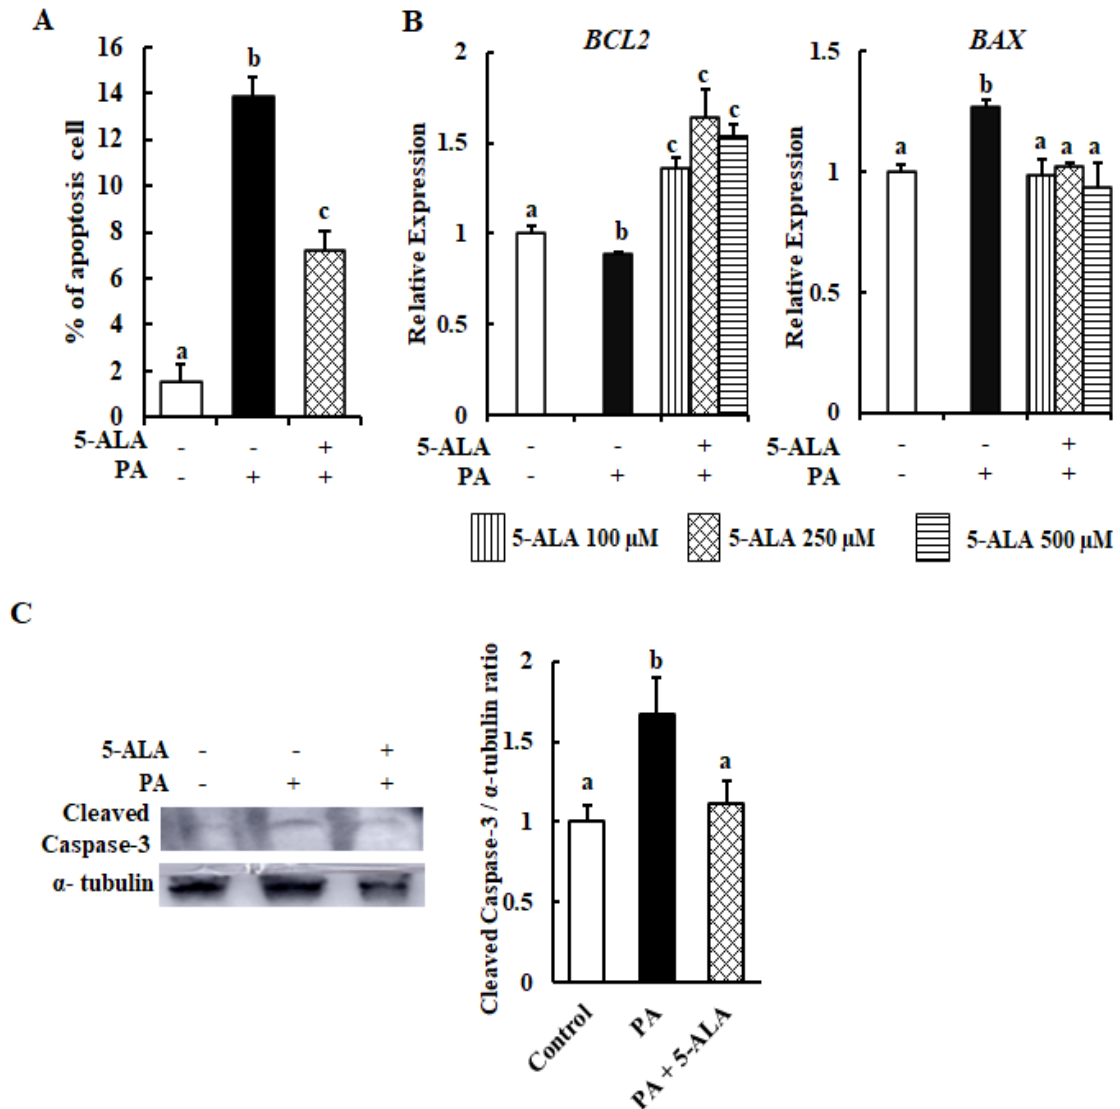 A
% of apoptosis cell
16
14
12
10
8
6
4
2
0
a
b
c
5-ALA - - +
PA - + +
B
BCL2
Relative Expression
2
1.5
1
0.5
0
a
b
c
c
c
5-ALA - - +
PA - + +
BAX
Relative Expression
1.5
1
0.5
0
a
b
a
a
a
- - +
- + +
5-ALA 100 μM
5-ALA 250 μM
5-ALA 500 μM
C
5-ALA - - +
PA - + +
Cleaved
Caspase-3
α- tubulin
Cleaved Caspase-3 / α-tubulin ratio
2
1.5
1
0.5
0
a
b
a
Control
PA
PA + 5-ALA